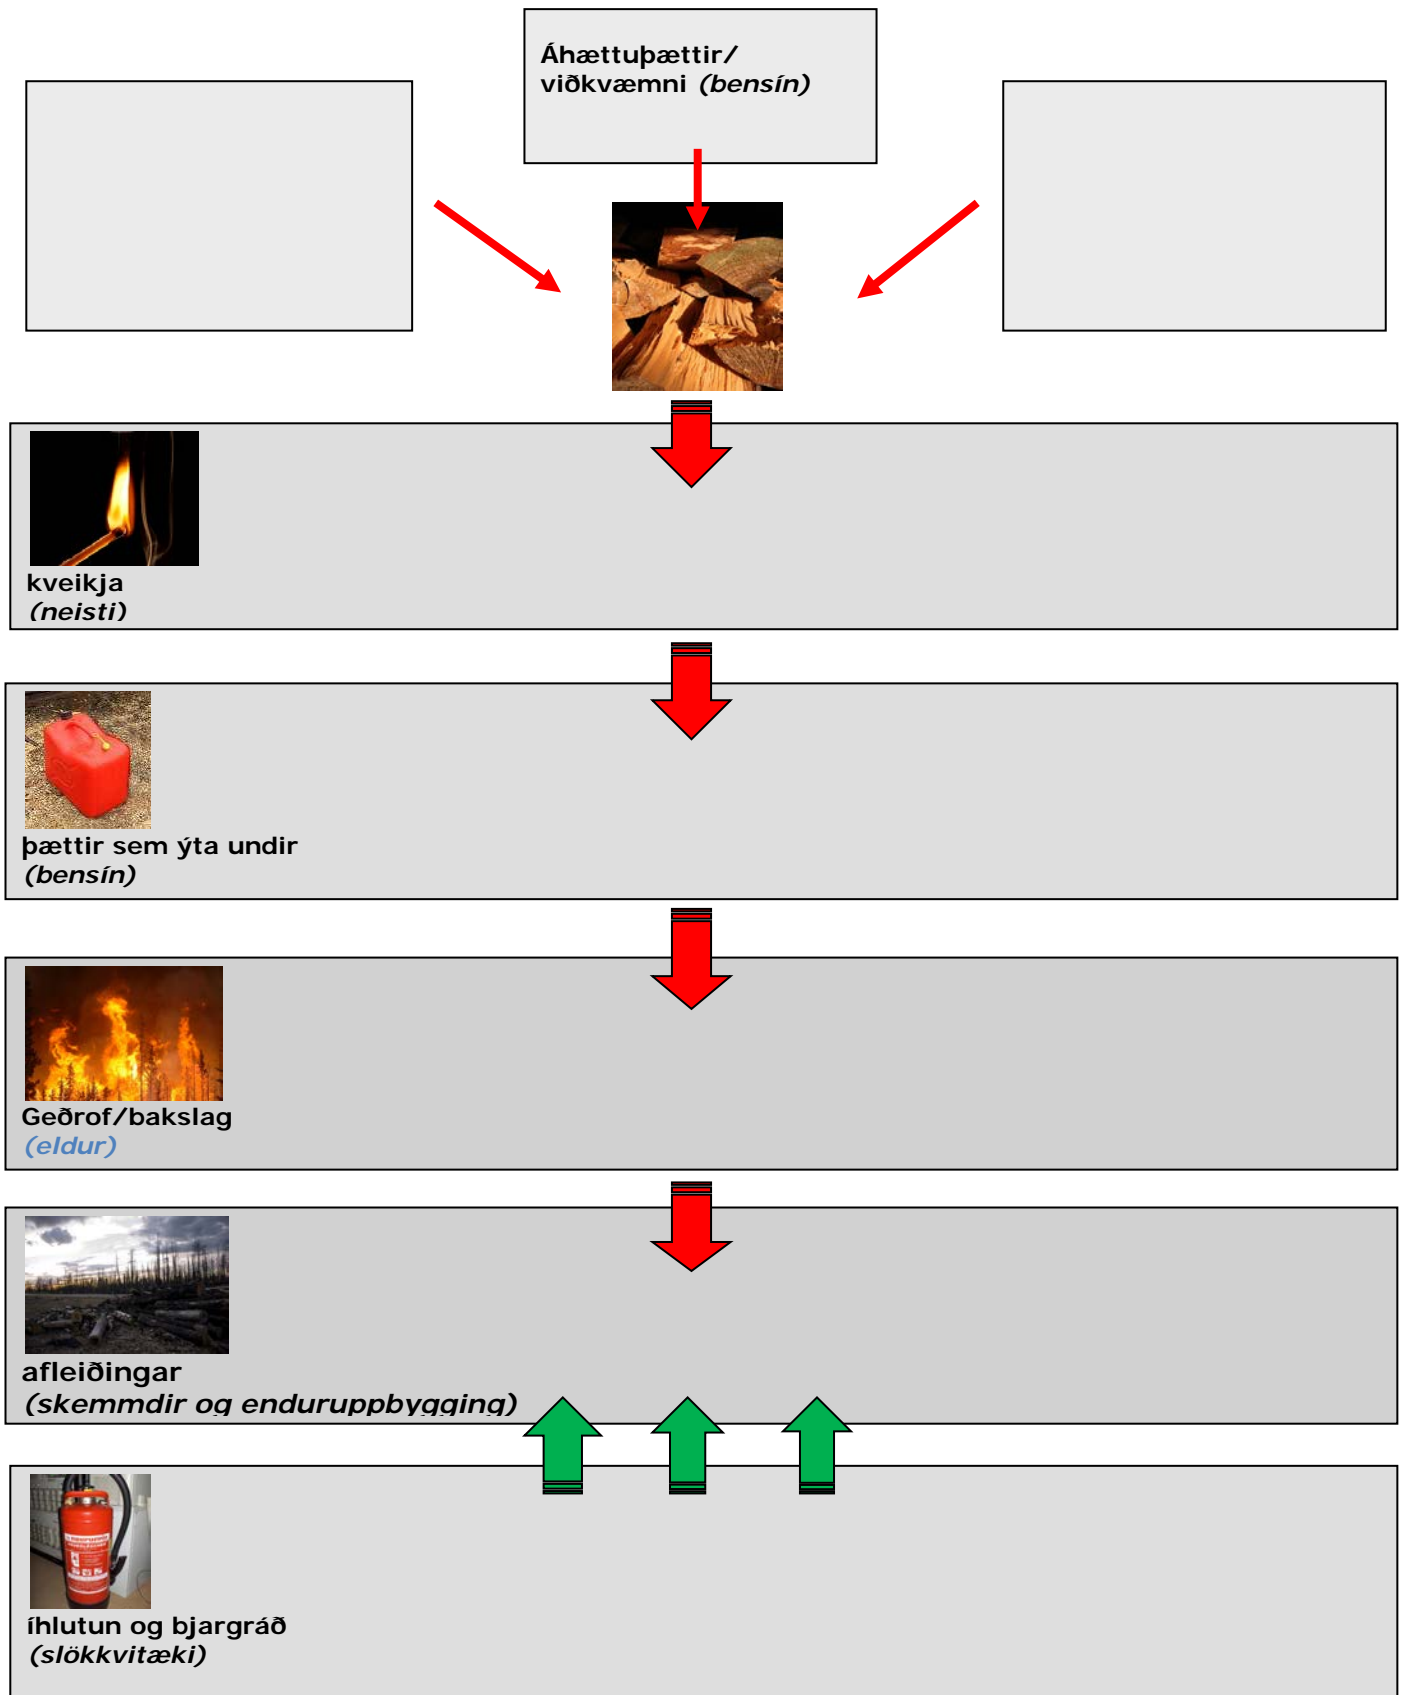 Áhættuþættir/
viðkvæmni (bensín)
kveikja
(neisti)
þættir sem ýta undir
(bensín)
Geðrof/bakslag
(eldur)
afleiðingar
(skemmdir og enduruppbygging)
íhlutun og bjargráð
(slökkvitæki)